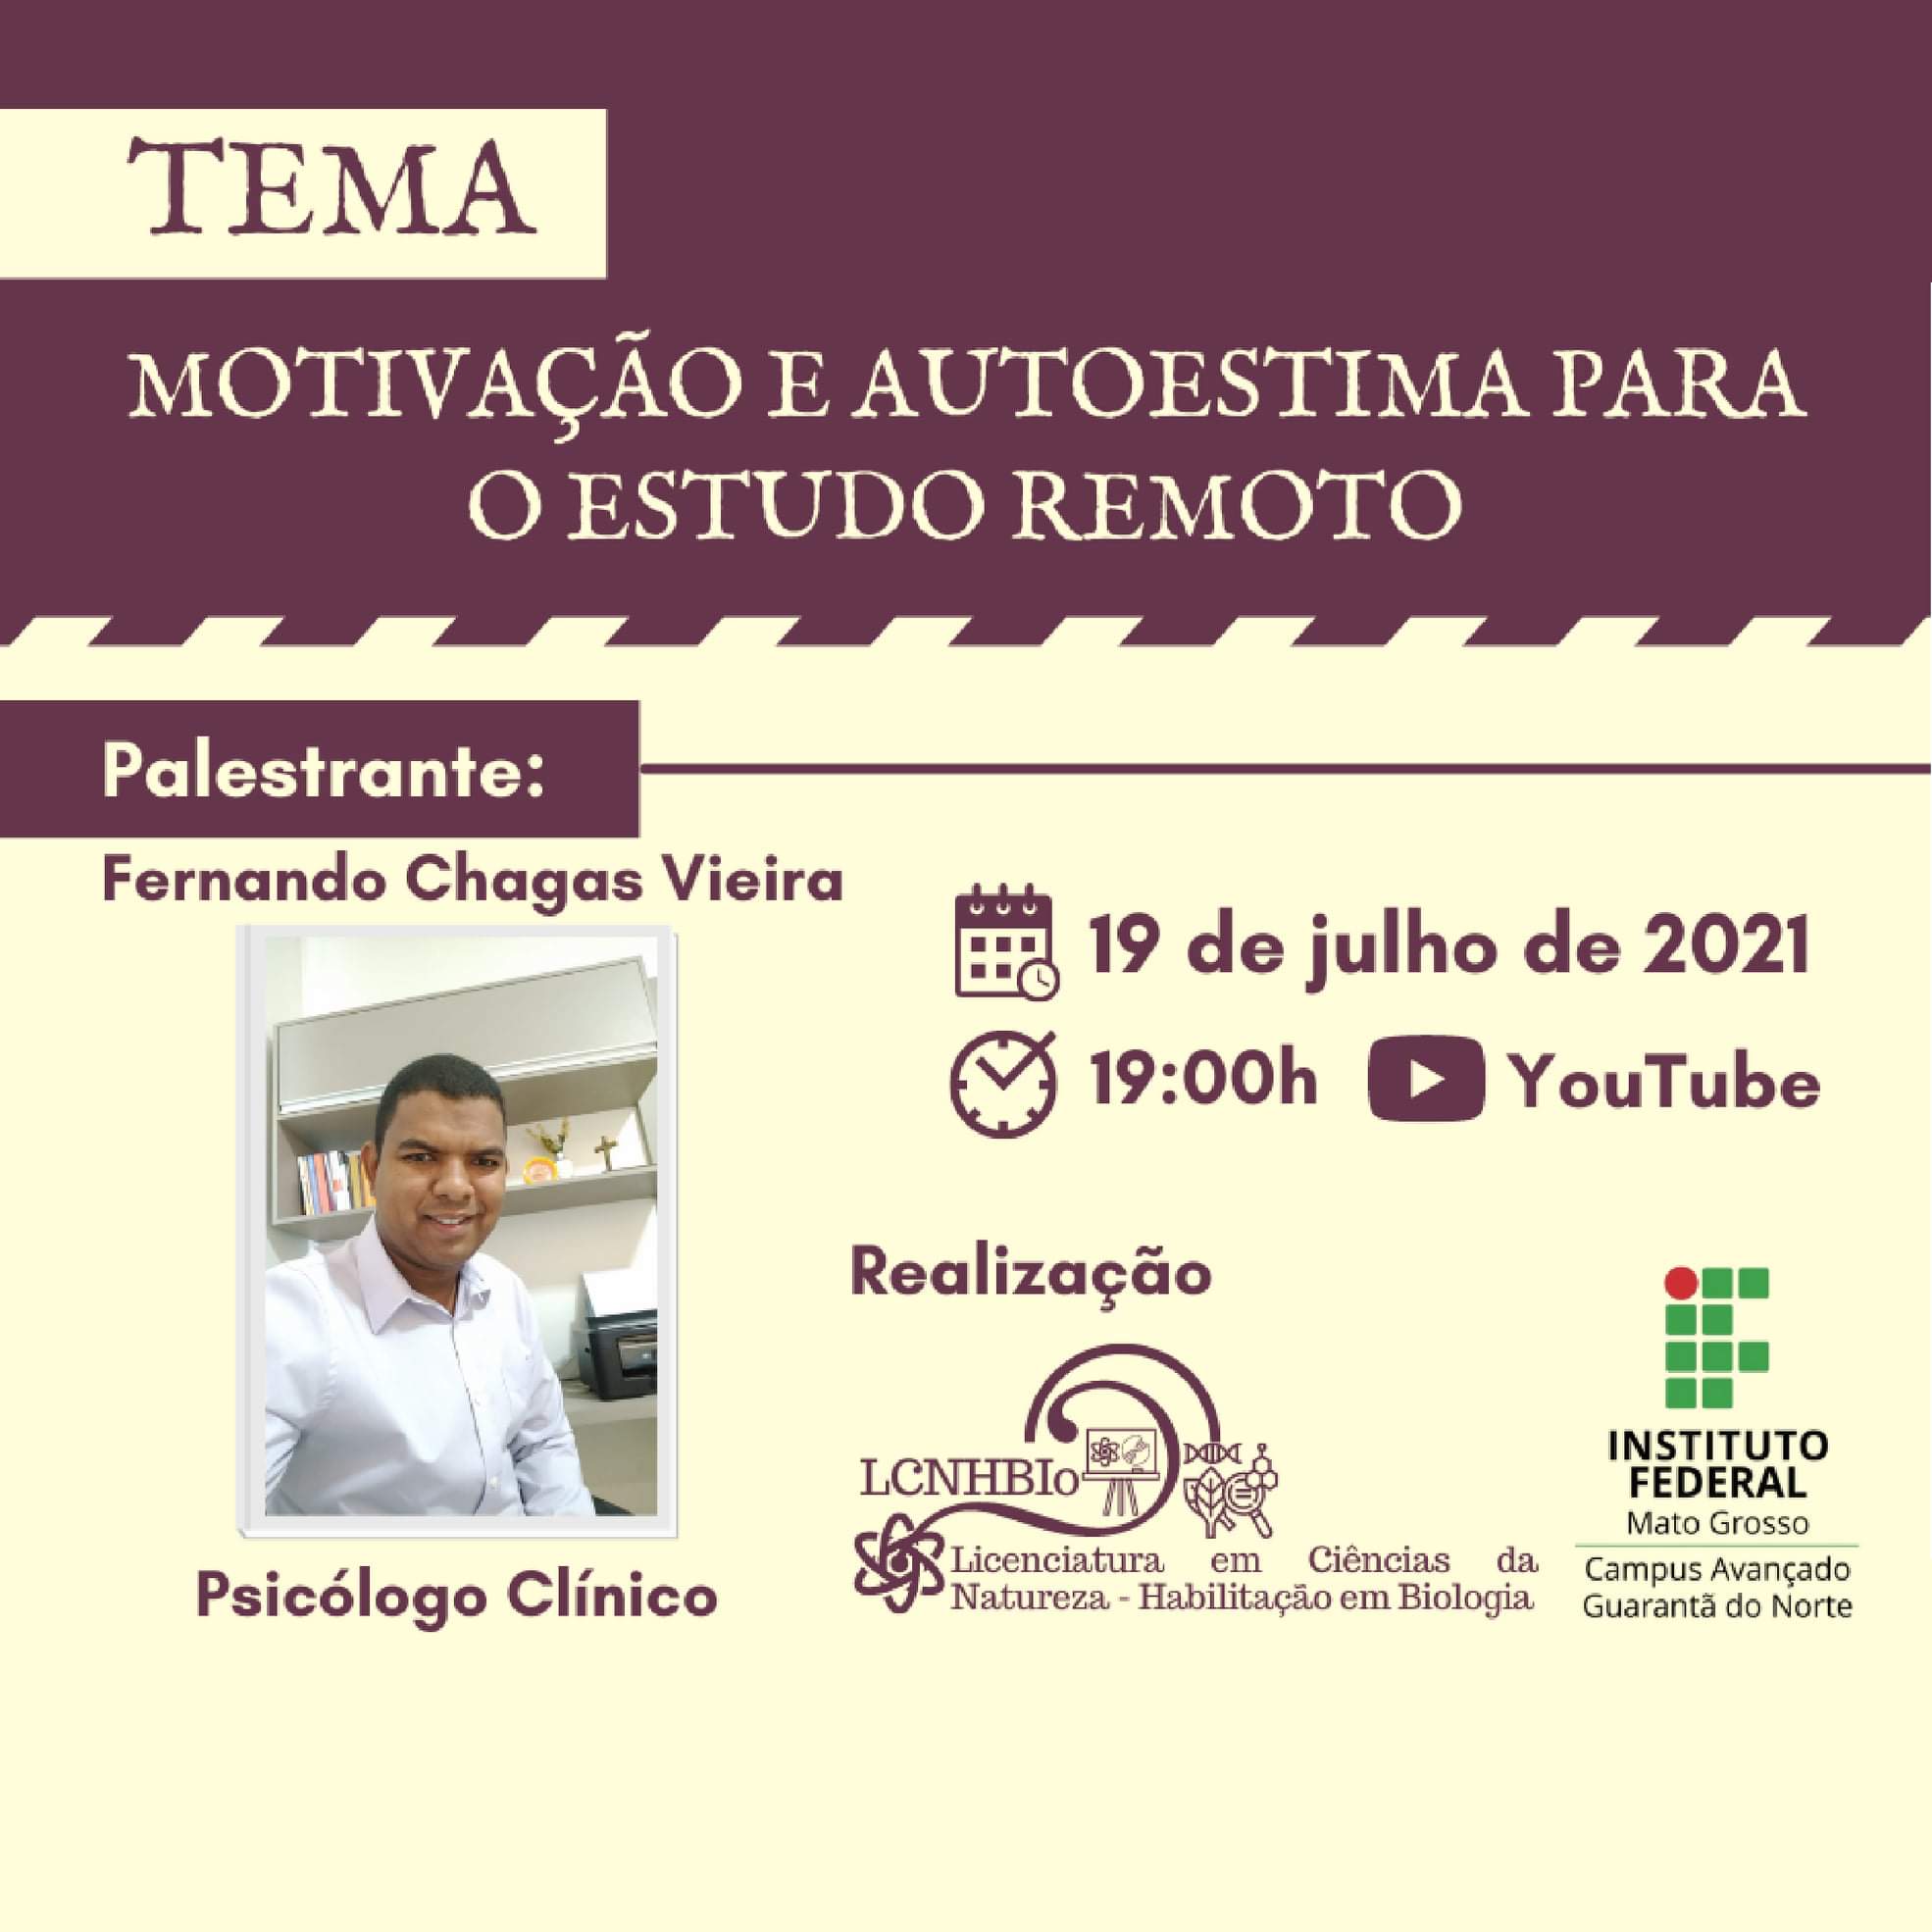 TEMA
MOTIVAÇÃO E AUTOESTIMA PARA
O ESTUDO REMOTO
Palestrante:
Fernando Chagas Vieira
19 de julho de 2021
19:00h
YouTube
Psicólogo Clínico
Realização
LCNHBIo
Licenciatura em Ciências da
Natureza - Habilitação em Biologia
INSTITUTO
FEDERAL
Mato Grosso
Campus Avançado
Guarantã do Norte